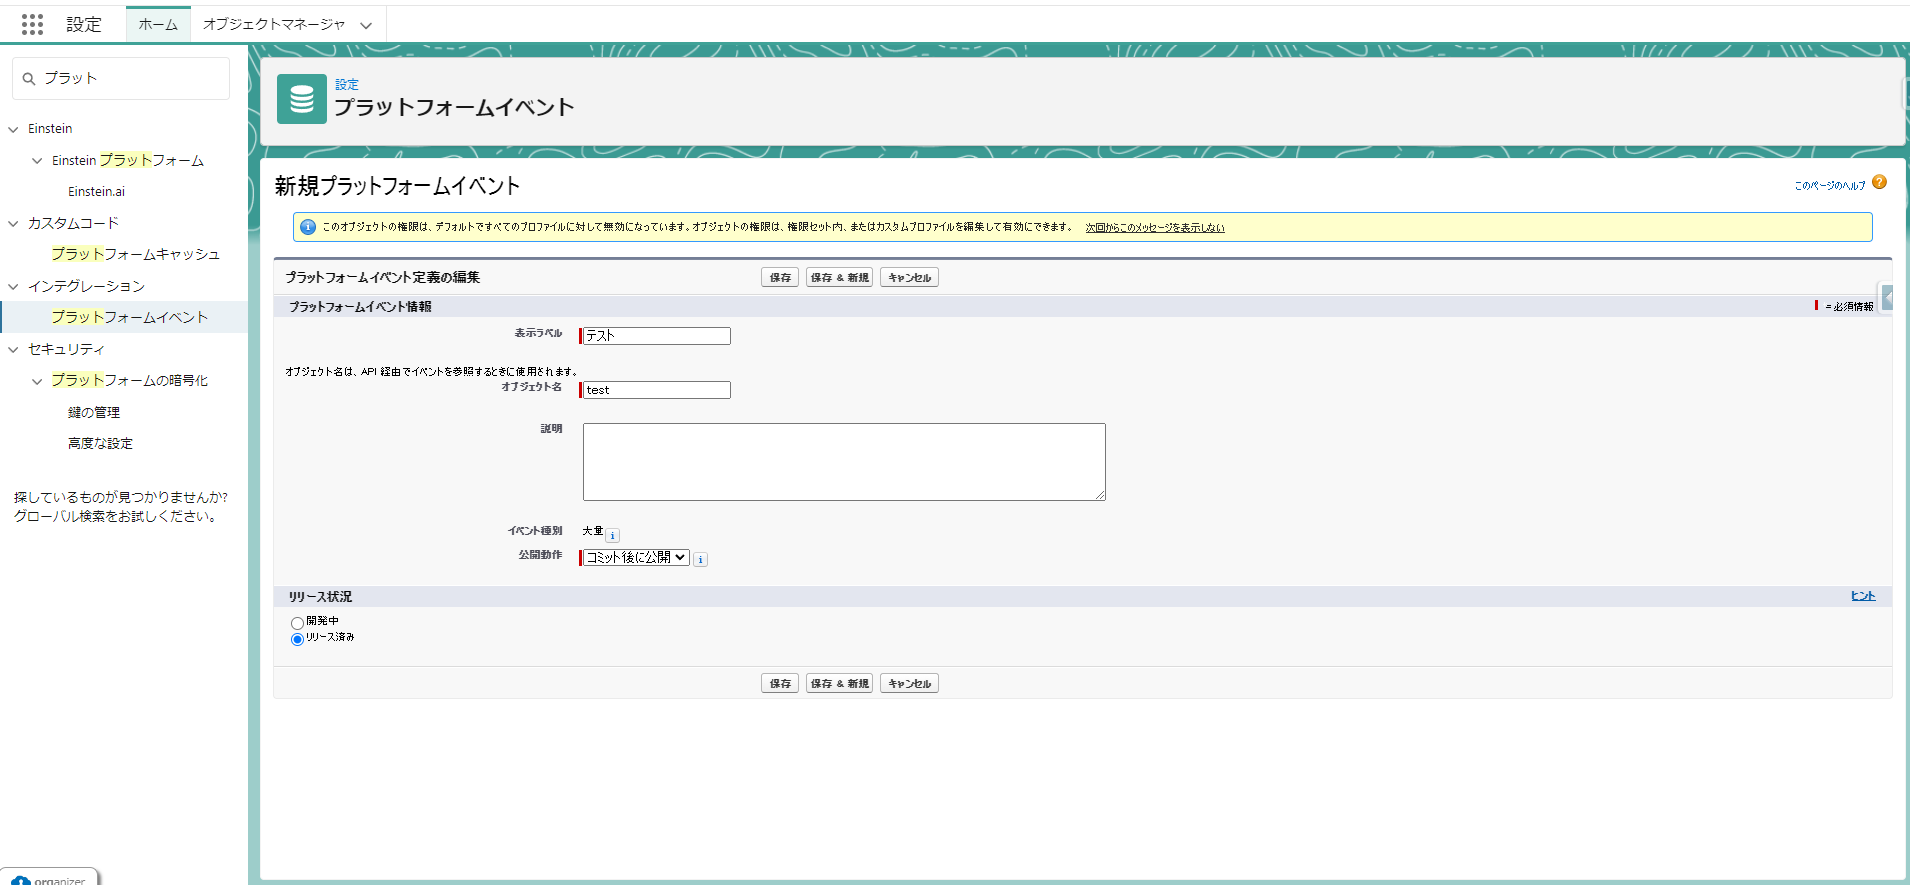 設定
ホーム
オブジェクトマネージャ
プラット
Einstein
Einstein プラットフォーム
Einstein.ai
カスタムコード
プラットフォームキャッシュ
インテグレーション
プラットフォームイベント
セキュリティ
プラットフォームの暗号化
鍵の管理
高度な設定
探しているものが見つかりませんか?
グローバル検索をお試しください。
organizer
設定
プラットフォームイベント
新規プラットフォームイベント
このページのヘルプ ?
このオブジェクトの権限は、デフォルトですべてのプロファイルに対して無効になっています。オブジェクトの権限は、権限セット内、またはカスタムプロファイルを編集して有効にできます。 次回からこのメッセージを表示しない
プラットフォームイベント定義の編集 保存 保存 & 新規 キャンセル
プラットフォームイベント情報 = 必須情報
表示ラベル テスト
オブジェクト名は、API 経由でイベントを参照するときに使用されます。
オブジェクト名 test
説明
イベント種別 大量 i
公開動作 コミット後に公開 i
リリース状況 ヒント
開発中
リリース済み
保存 保存 & 新規 キャンセル